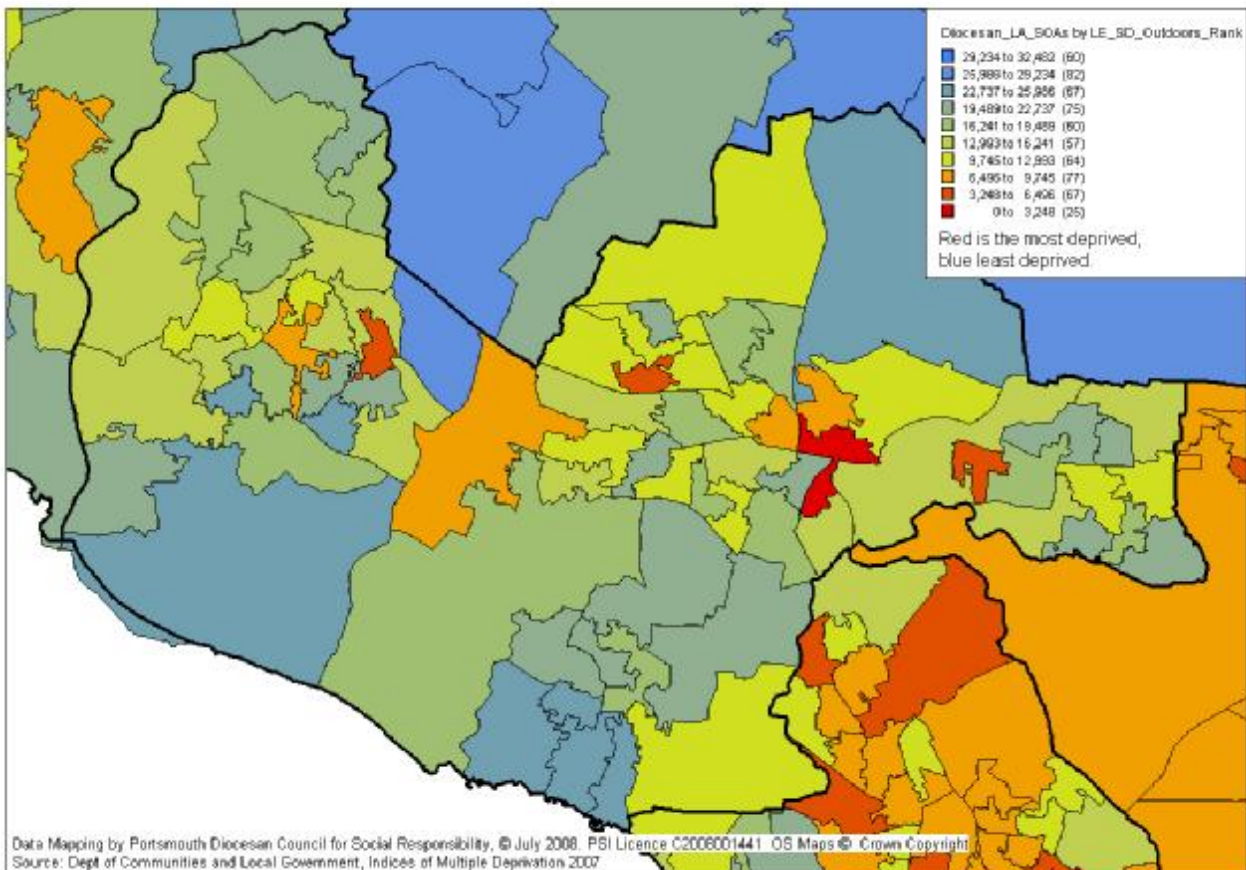 Diocesan_LA_SOAs by LE_SD_Outdoors_Rank
29,234 to 32,482 (60)
25,986 to 29,234 (82)
22,737 to 25,986 (67)
19,489 to 22,737 (75)
16,241 to 19,489 (60)
12,993 to 16,241 (57)
9,745 to 12,993 (64)
6,496 to 9,745 (77)
3,248 to 6,496 (67)
0 to 3,248 (25)
Red is the most deprived,
blue least deprived.
Data Mapping by Portsmouth Diocesan Council for Social Responsibility, © July 2008. PSI Licence C2008001441 OS Maps © Crown Copyright
Source: Dept of Communities and Local Government, Indices of Multiple Deprivation 2007